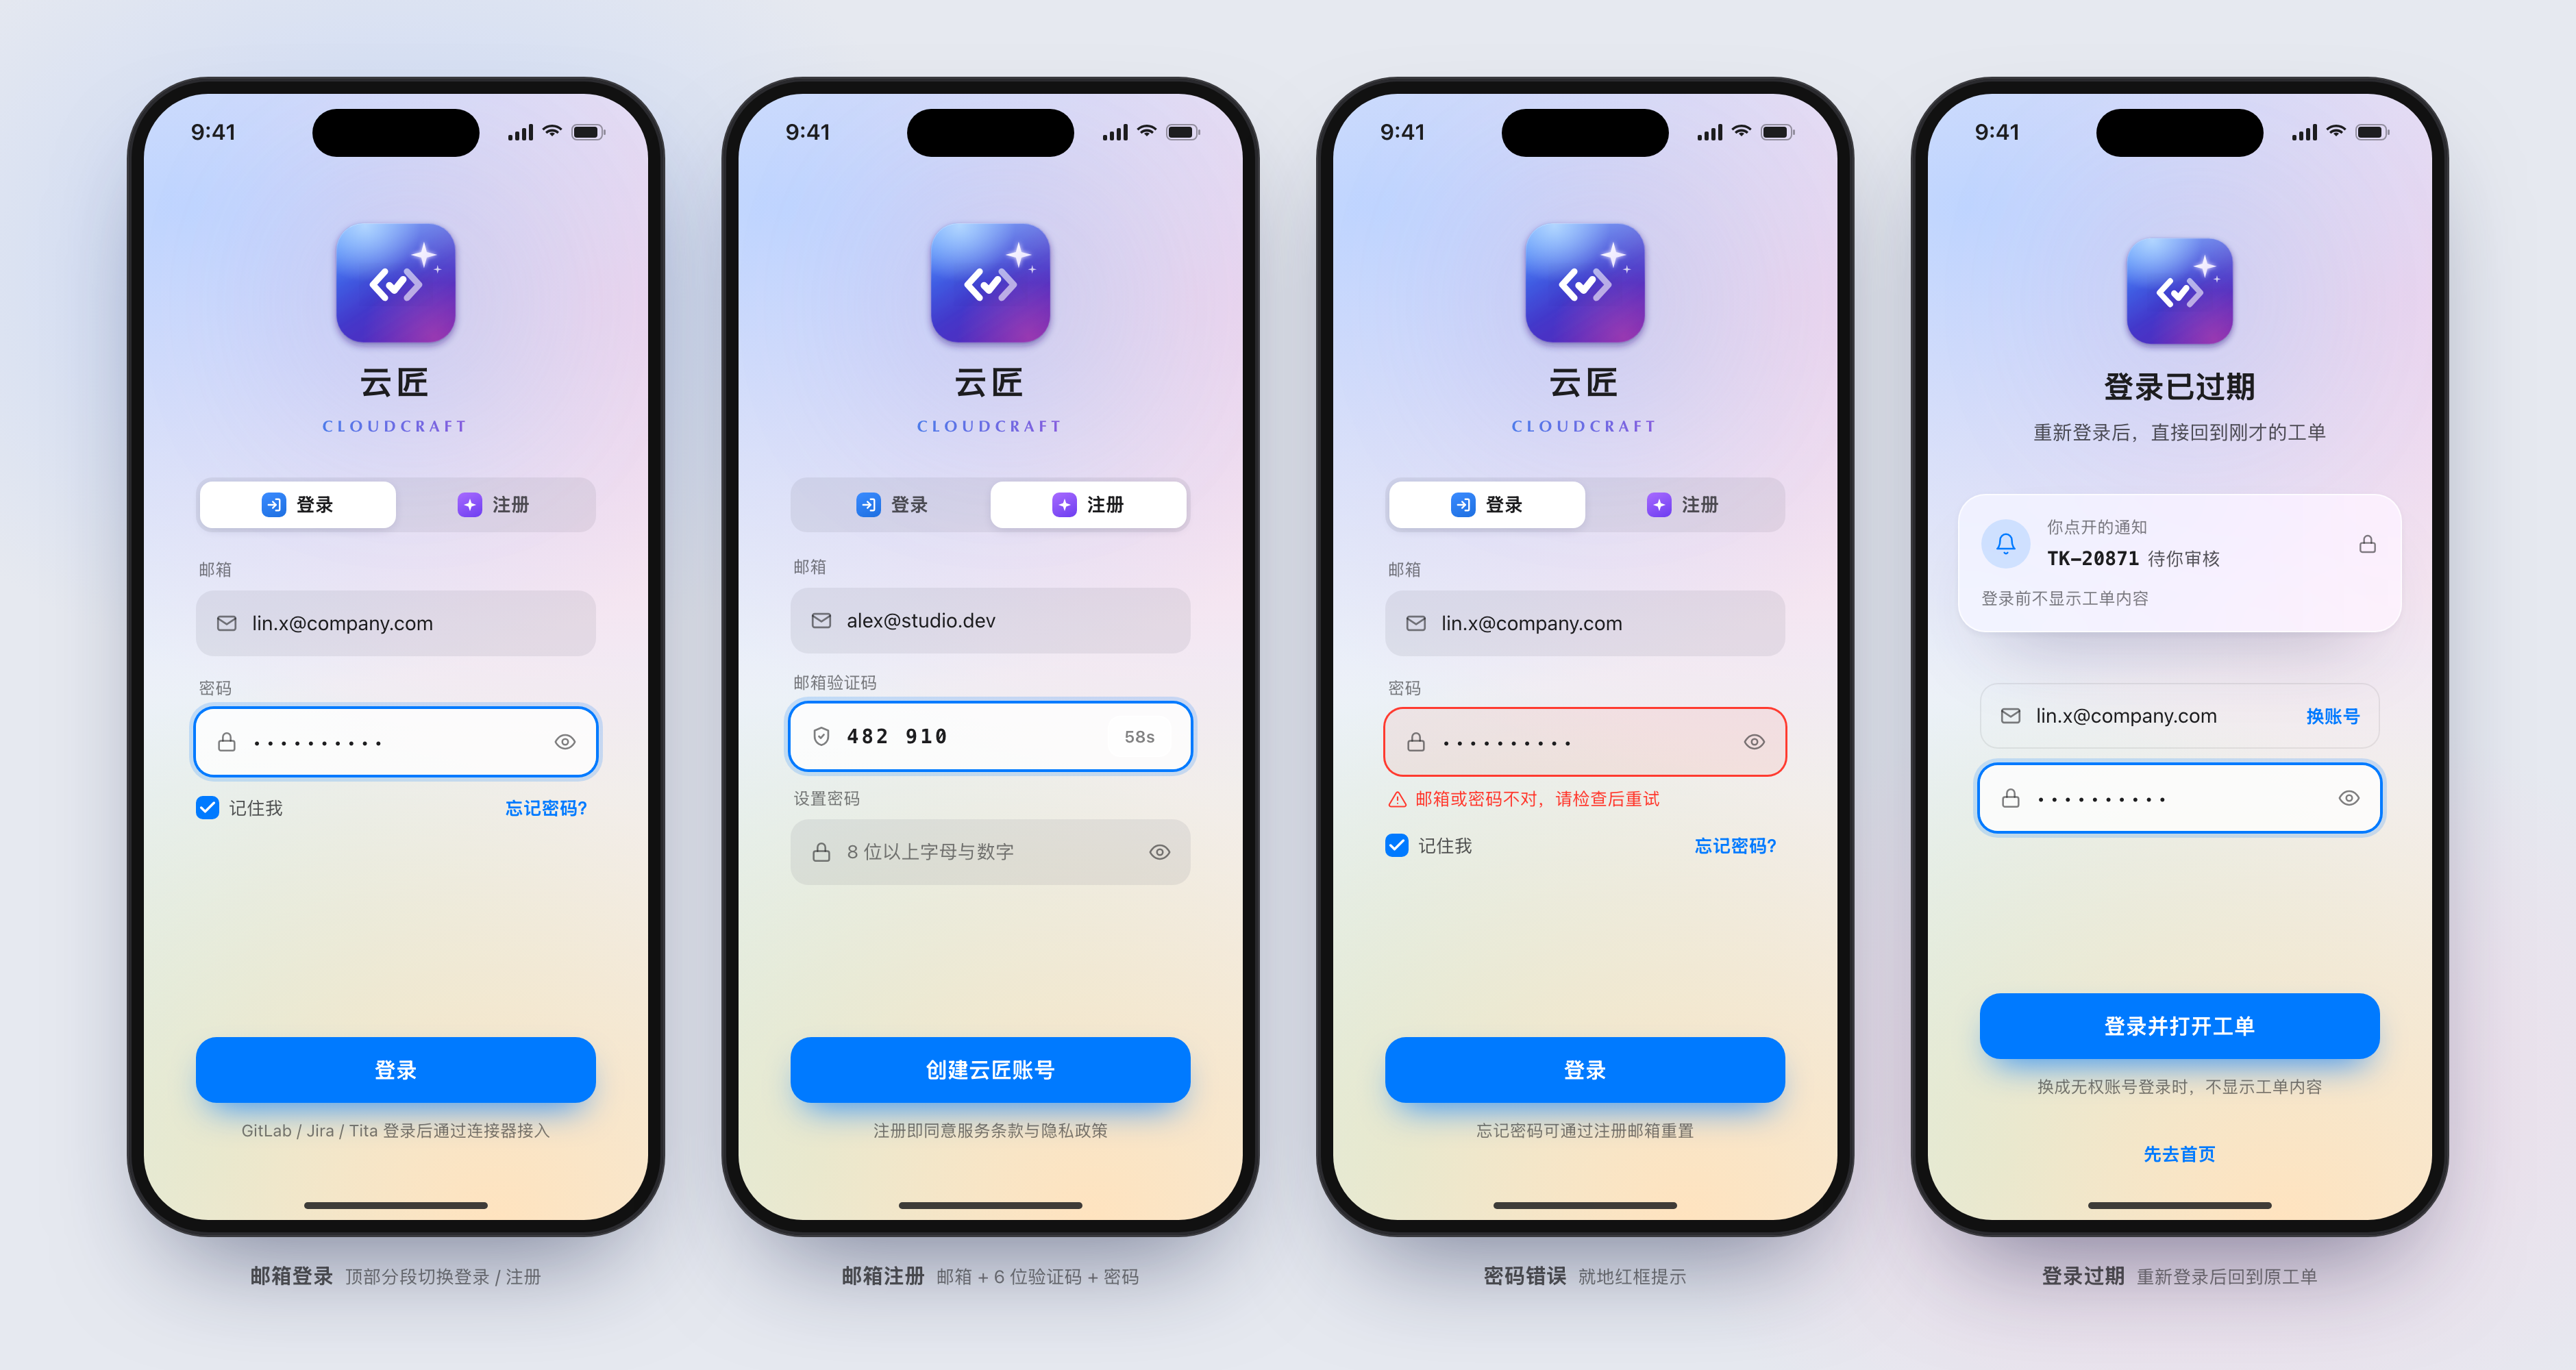 9:41
云匠
CLOUDCRAFT
登录 注册
邮箱
lin.x@company.com
密码
••••••••••
记住我 忘记密码?
登录
GitLab / Jira / Tita 登录后通过连接器接入
邮箱登录 顶部分段切换登录 / 注册
9:41
云匠
CLOUDCRAFT
登录 注册
邮箱
alex@studio.dev
邮箱验证码
482 910 58s
设置密码
8 位以上字母与数字
创建云匠账号
注册即同意服务条款与隐私政策
邮箱注册 邮箱 + 6 位验证码 + 密码
9:41
云匠
CLOUDCRAFT
登录 注册
邮箱
lin.x@company.com
密码
••••••••••
邮箱或密码不对，请检查后重试
记住我 忘记密码?
登录
忘记密码可通过注册邮箱重置
密码错误 就地红框提示
9:41
登录已过期
重新登录后，直接回到刚才的工单
你点开的通知
TK-20871 待你审核
登录前不显示工单内容
lin.x@company.com 换账号
••••••••••
登录并打开工单
换成无权账号登录时，不显示工单内容
先去首页
登录过期 重新登录后回到原工单